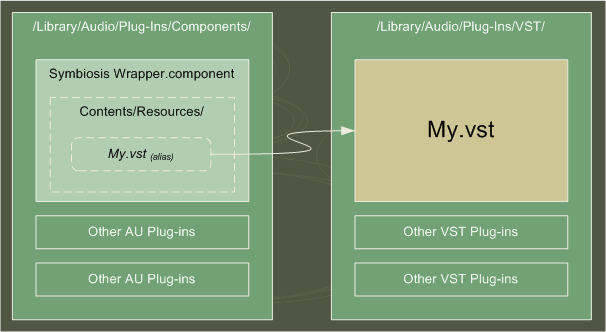 /Library/Audio/Plug-Ins/Components/
Symbiosis Wrapper.component
Contents/Resources/
My.vst (alias)
Other AU Plug-ins
Other AU Plug-ins
/Library/Audio/Plug-Ins/VST/
My.vst
Other VST Plug-ins
Other VST Plug-ins